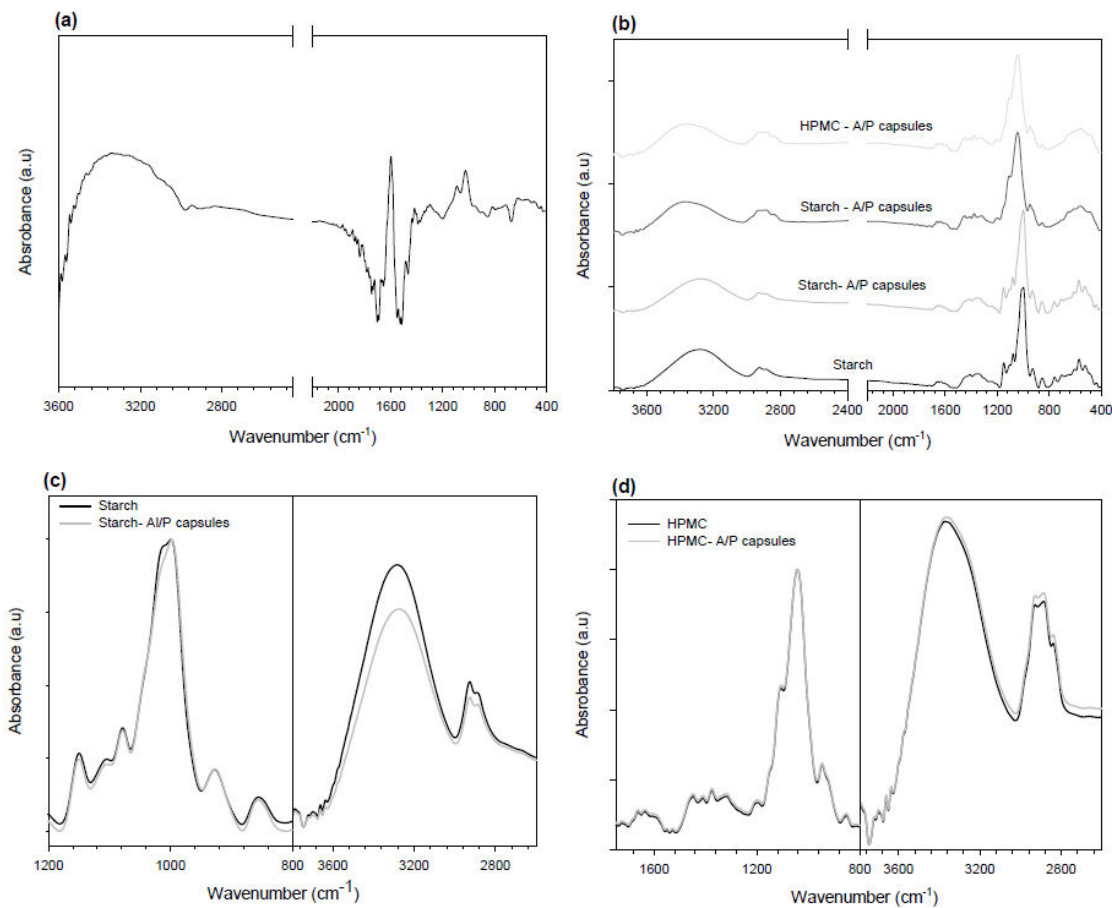 (a)
Absrobance (a.u)
3600 2800 2000 1600 1200 800 400
Wavenumber (cm-1)
(b)
HPMC - A/P capsules
Starch - A/P capsules
Starch- A/P capsules
Starch
Absorbance (a.u)
3600 3200 2800 2400 2000 1600 1200 800 400
Wavenumber (cm-1)
(c)
Starch
Starch- Al/P capsules
Absorbance (a.u)
1200 1000 800 3600 3200 2800
Wavenumber (cm-1)
(d)
HPMC
HPMC- A/P capsules
Absorbance (a.u)
1600 1200 800 3600 3200 2800
Wavenumber (cm-1)